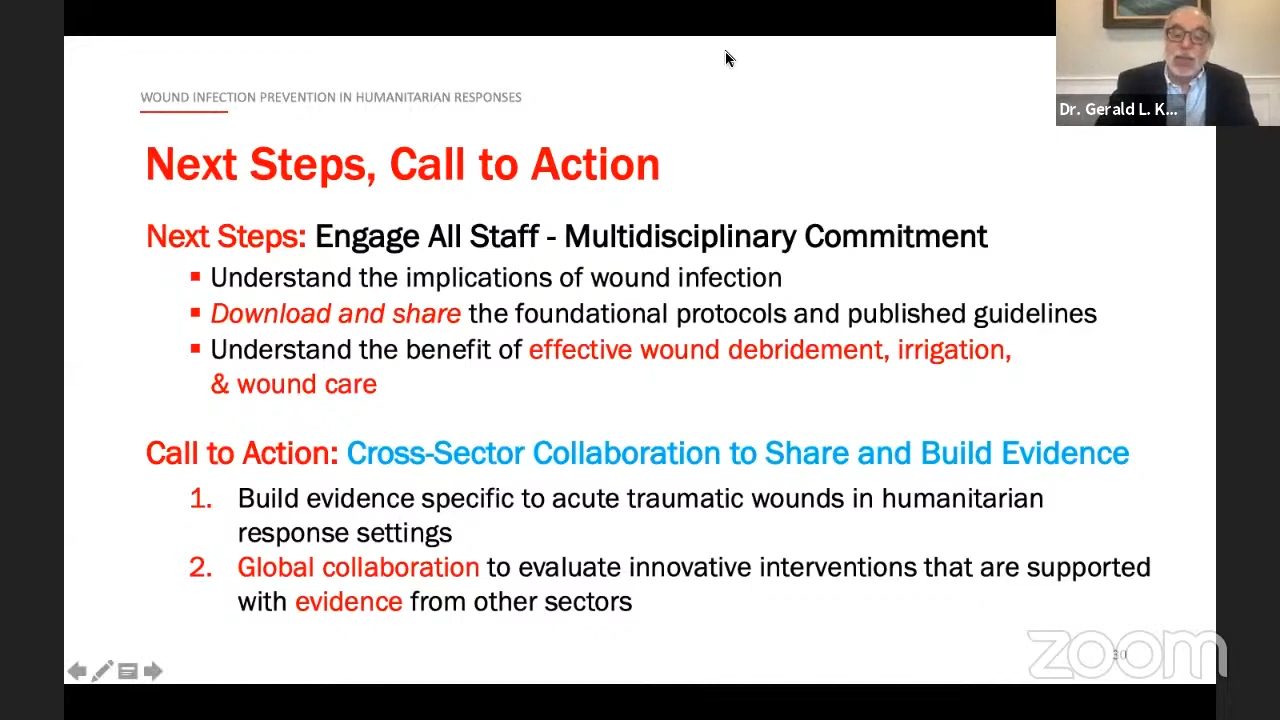 WOUND INFECTION PREVENTION IN HUMANITARIAN RESPONSES
Dr. Gerald L. K...
Next Steps, Call to Action
Next Steps: Engage All Staff - Multidisciplinary Commitment
Understand the implications of wound infection
Download and share the foundational protocols and published guidelines
Understand the benefit of effective wound debridement, irrigation,
& wound care
Call to Action: Cross-Sector Collaboration to Share and Build Evidence
1. Build evidence specific to acute traumatic wounds in humanitarian
response settings
2. Global collaboration to evaluate innovative interventions that are supported
with evidence from other sectors
zoom
30